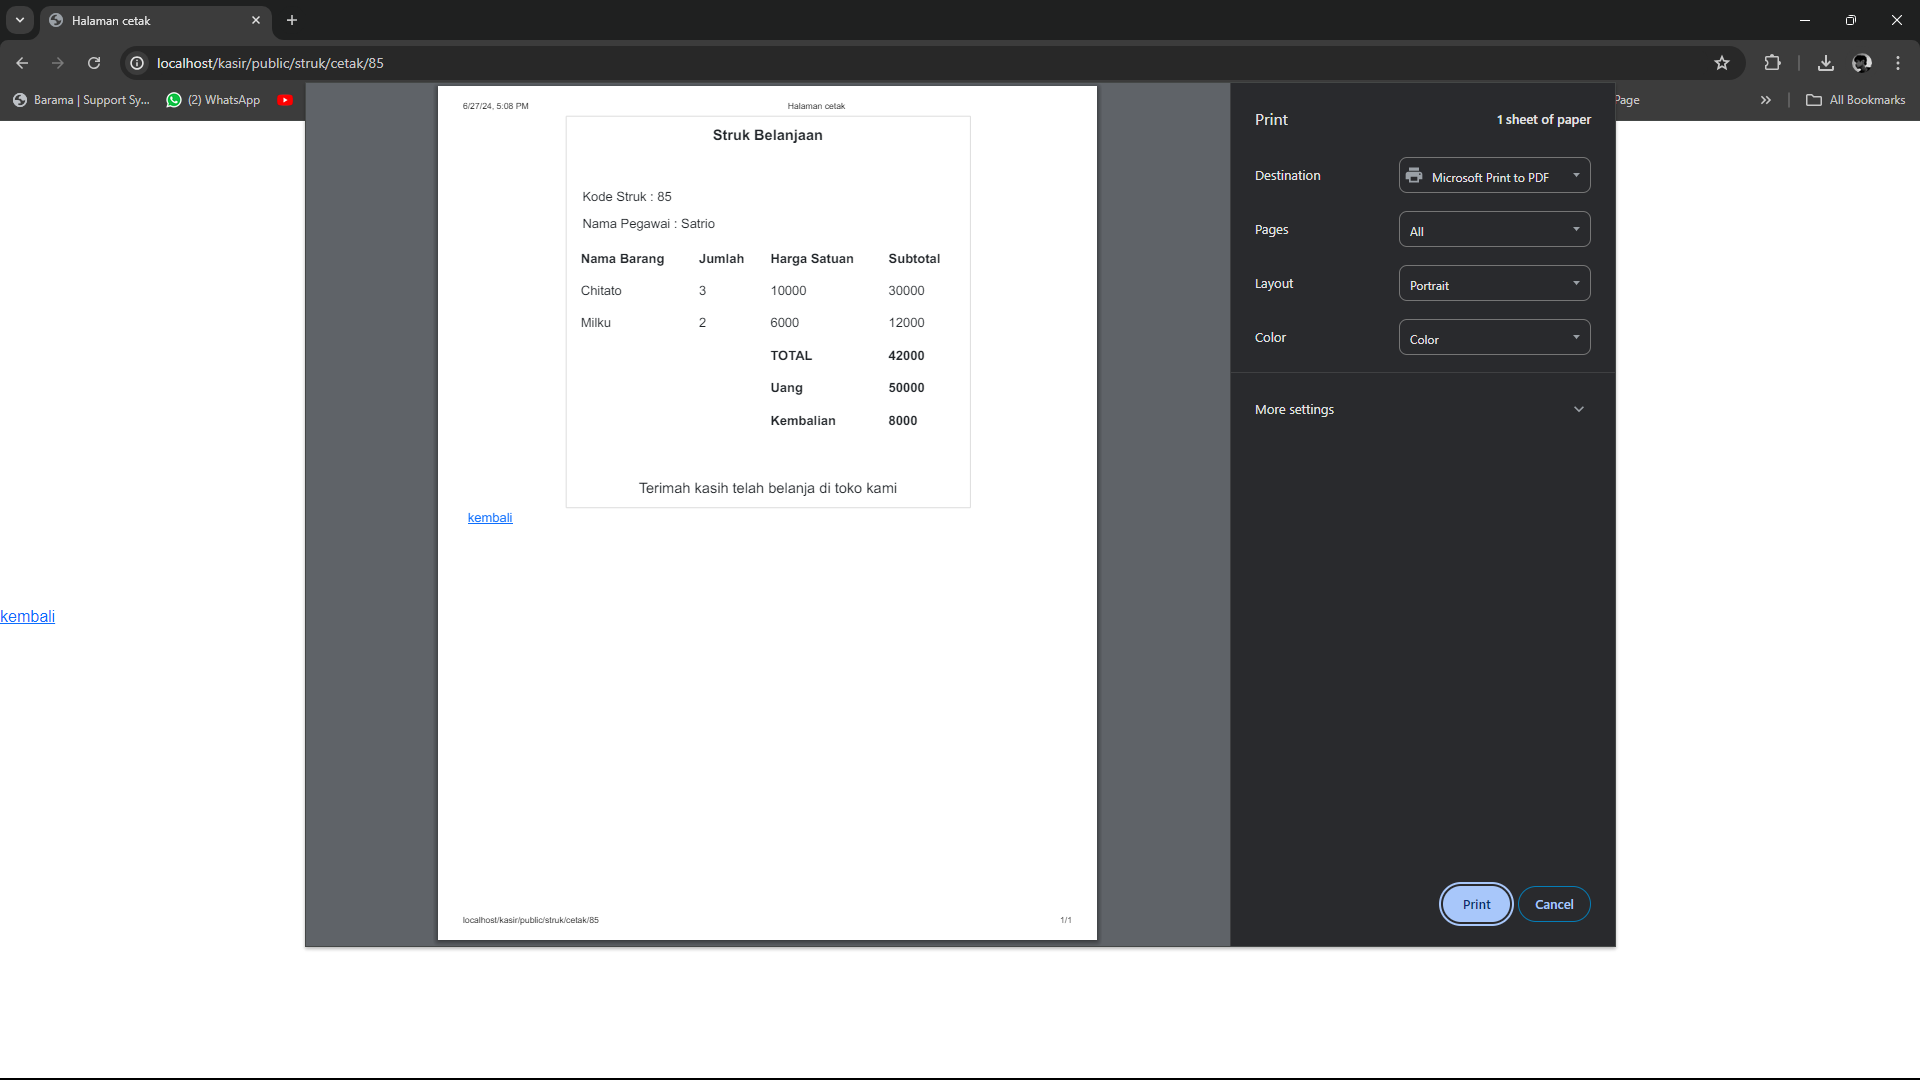 Halaman cetak
localhost/kasir/public/struk/cetak/85
Barama | Support Sy... (2) WhatsApp Page All Bookmarks
6/27/24, 5:08 PM Halaman cetak
Struk Belanjaan
Kode Struk : 85
Nama Pegawai : Satrio
Nama Barang Jumlah Harga Satuan Subtotal
Chitato 3 10000 30000
Milku 2 6000 12000
TOTAL 42000
Uang 50000
Kembalian 8000
Terimah kasih telah belanja di toko kami
kembali
localhost/kasir/public/struk/cetak/85 1/1
kembali
Print 1 sheet of paper
Destination Microsoft Print to PDF
Pages All
Layout Portrait
Color Color
More settings
Print Cancel